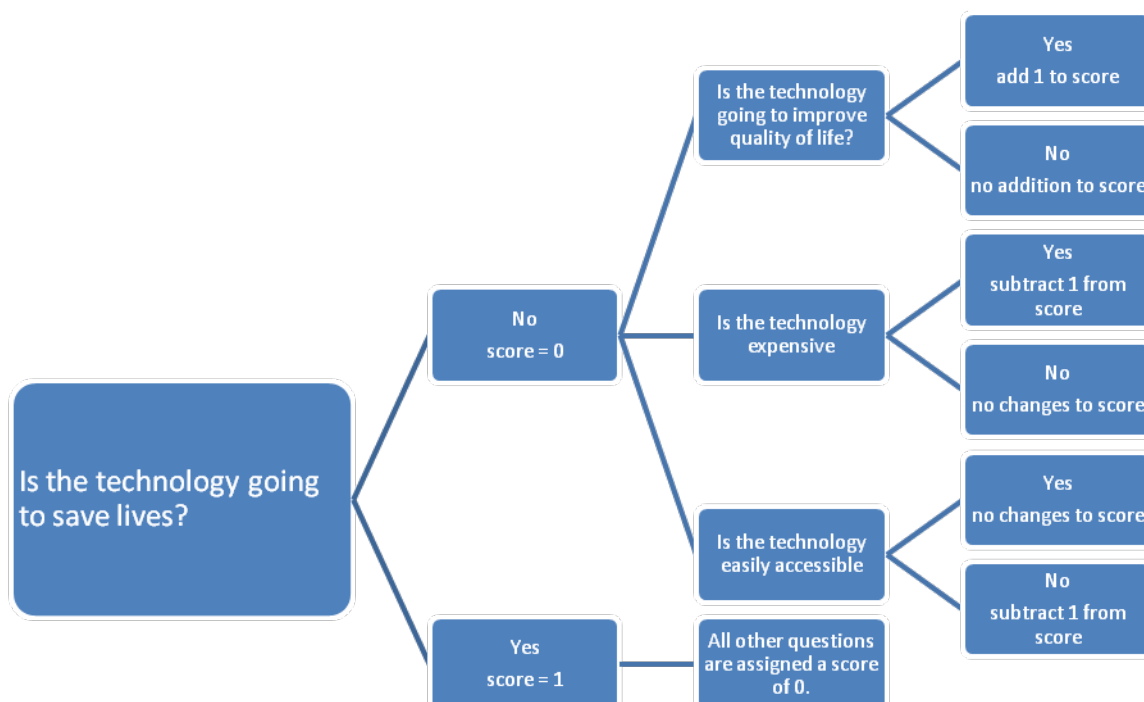 Is the technology going
to save lives?
No
score = 0
Yes
score = 1
Is the technology
going to improve
quality of life?
Is the technology
expensive
Is the technology
easily accessible
All other questions
are assigned a score
of 0.
Yes
add 1 to score
No
no addition to score
Yes
subtract 1 from
score
No
no changes to score
Yes
no changes to score
No
subtract 1 from
score